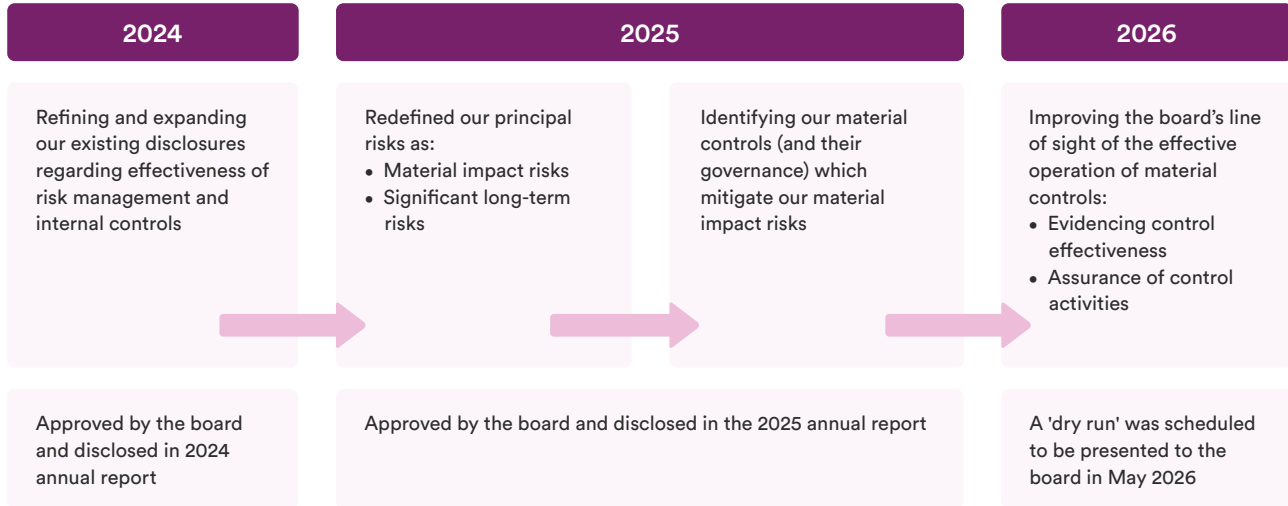 2024
2025
2026
Refining and expanding
our existing disclosures
regarding effectiveness of
risk management and
internal controls
Redefined our principal
risks as:
• Material impact risks
• Significant long-term
risks
Identifying our material
controls (and their
governance) which
mitigate our material
impact risks
Improving the board’s line
of sight of the effective
operation of material
controls:
• Evidencing control
effectiveness
• Assurance of control
activities
Approved by the board
and disclosed in 2024
annual report
Approved by the board and disclosed in the 2025 annual report
A 'dry run' was scheduled
to be presented to the
board in May 2026